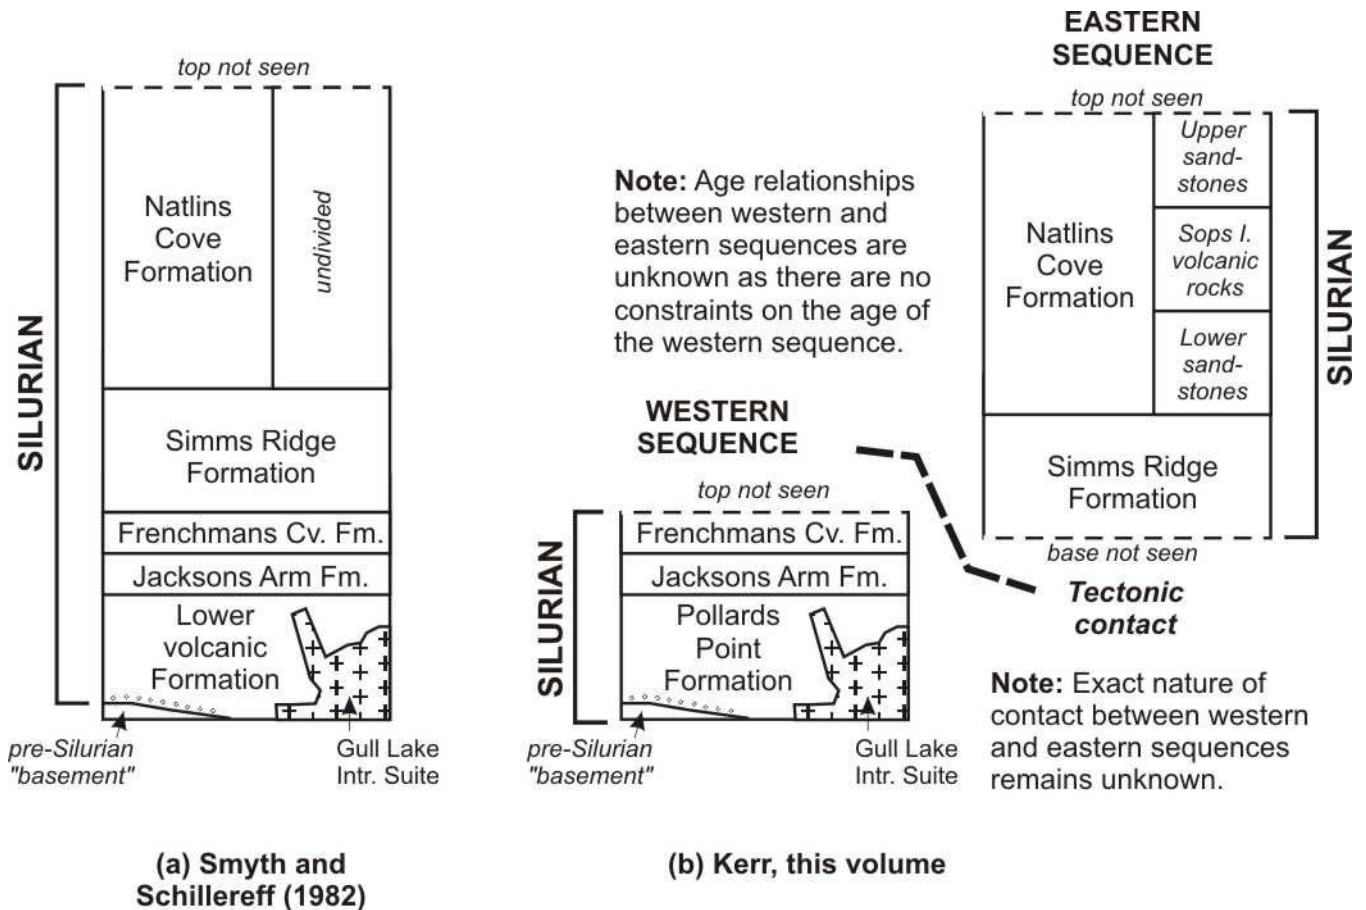 top not seen
SILURIAN
Natlins
Cove
Formation
undivided
Simms Ridge
Formation
Frenchmans Cv. Fm.
Jacksons Arm Fm.
Lower
volcanic
Formation
pre-Silurian
"basement"
Gull Lake
Intr. Suite
(a) Smyth and
Schillereff (1982)
Note: Age relationships
between western and
eastern sequences are
unknown as there are no
constraints on the age of
the western sequence.
WESTERN
SEQUENCE
top not seen
SILURIAN
Frenchmans Cv. Fm.
Jacksons Arm Fm.
Pollards
Point
Formation
pre-Silurian
"basement"
Gull Lake
Intr. Suite
(b) Kerr, this volume
EASTERN
SEQUENCE
top not seen
Natlins
Cove
Formation
Upper
sand-
stones
Sops I.
volcanic
rocks
Lower
sand-
stones
SILURIAN
Simms Ridge
Formation
base not seen
Tectonic
contact
Note: Exact nature of
contact between western
and eastern sequences
remains unknown.